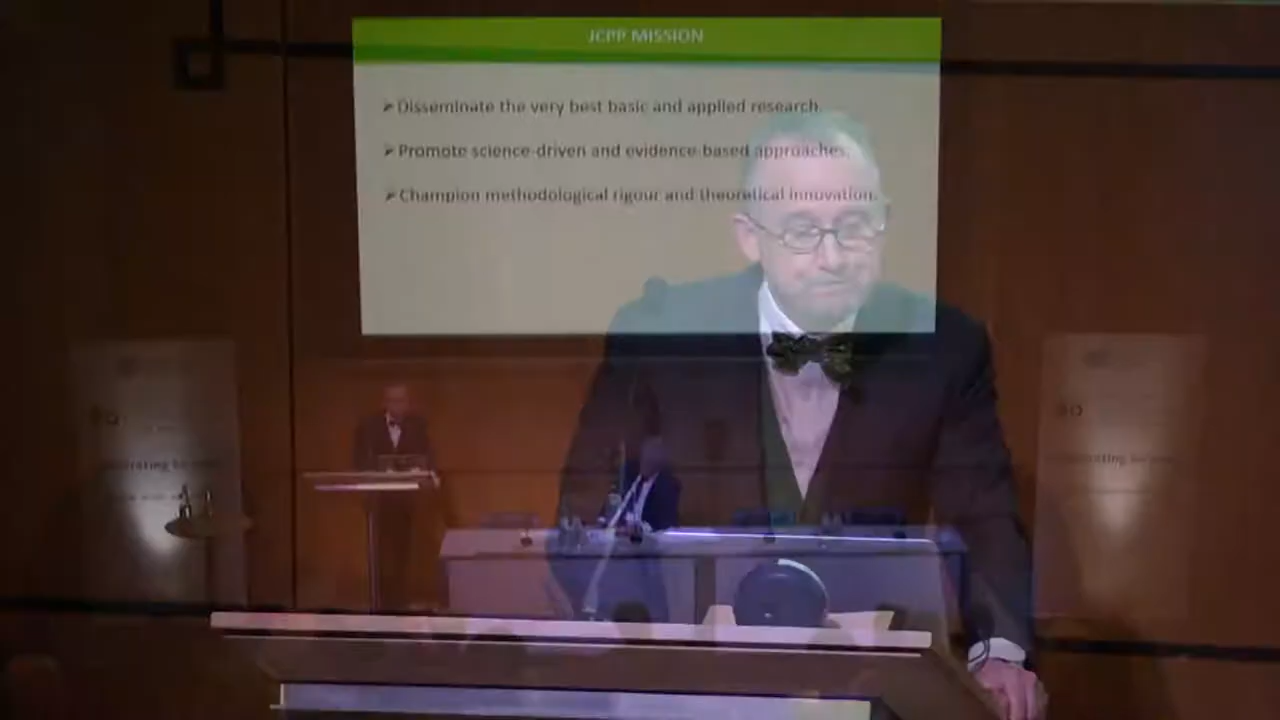 JCPP MISSION
➢ Disseminate the very best basic and applied research.
➢ Promote science-driven and evidence-based approaches.
➢ Champion methodological rigour and theoretical innovation.